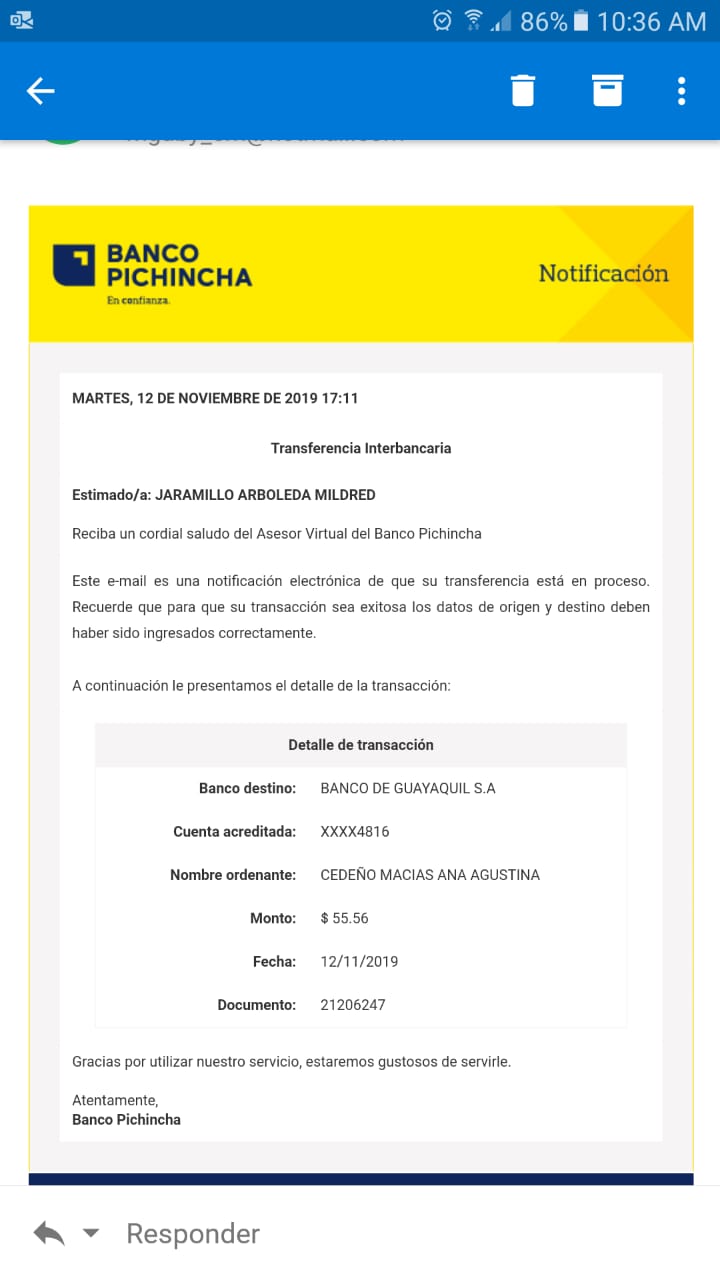 86% 10:36 AM
BANCO
PICHINCHA
En confianza.
Notificación
MARTES, 12 DE NOVIEMBRE DE 2019 17:11
Transferencia Interbancaria
Estimado/a: JARAMILLO ARBOLEDA MILDRED
Reciba un cordial saludo del Asesor Virtual del Banco Pichincha
Este e-mail es una notificación electrónica de que su transferencia está en proceso.
Recuerde que para que su transacción sea exitosa los datos de origen y destino deben
haber sido ingresados correctamente.
A continuación le presentamos el detalle de la transacción:
Detalle de transacción
Banco destino: BANCO DE GUAYAQUIL S.A
Cuenta acreditada: XXXX4816
Nombre ordenante: CEDEÑO MACIAS ANA AGUSTINA
Monto: $ 55.56
Fecha: 12/11/2019
Documento: 21206247
Gracias por utilizar nuestro servicio, estaremos gustosos de servirle.
Atentamente,
Banco Pichincha
Responder